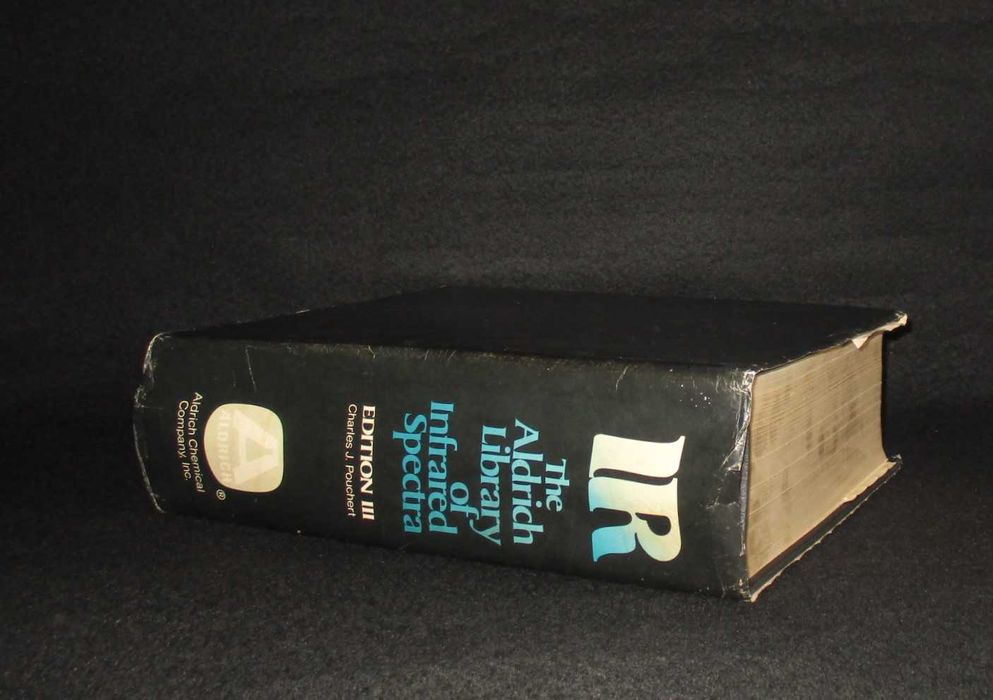 IR
The
Aldrich
Library
of
Infrared
Spectra
EDITION III
Charles J. Pouchert
ALDRICH
®
Aldrich Chemical
Company, Inc.